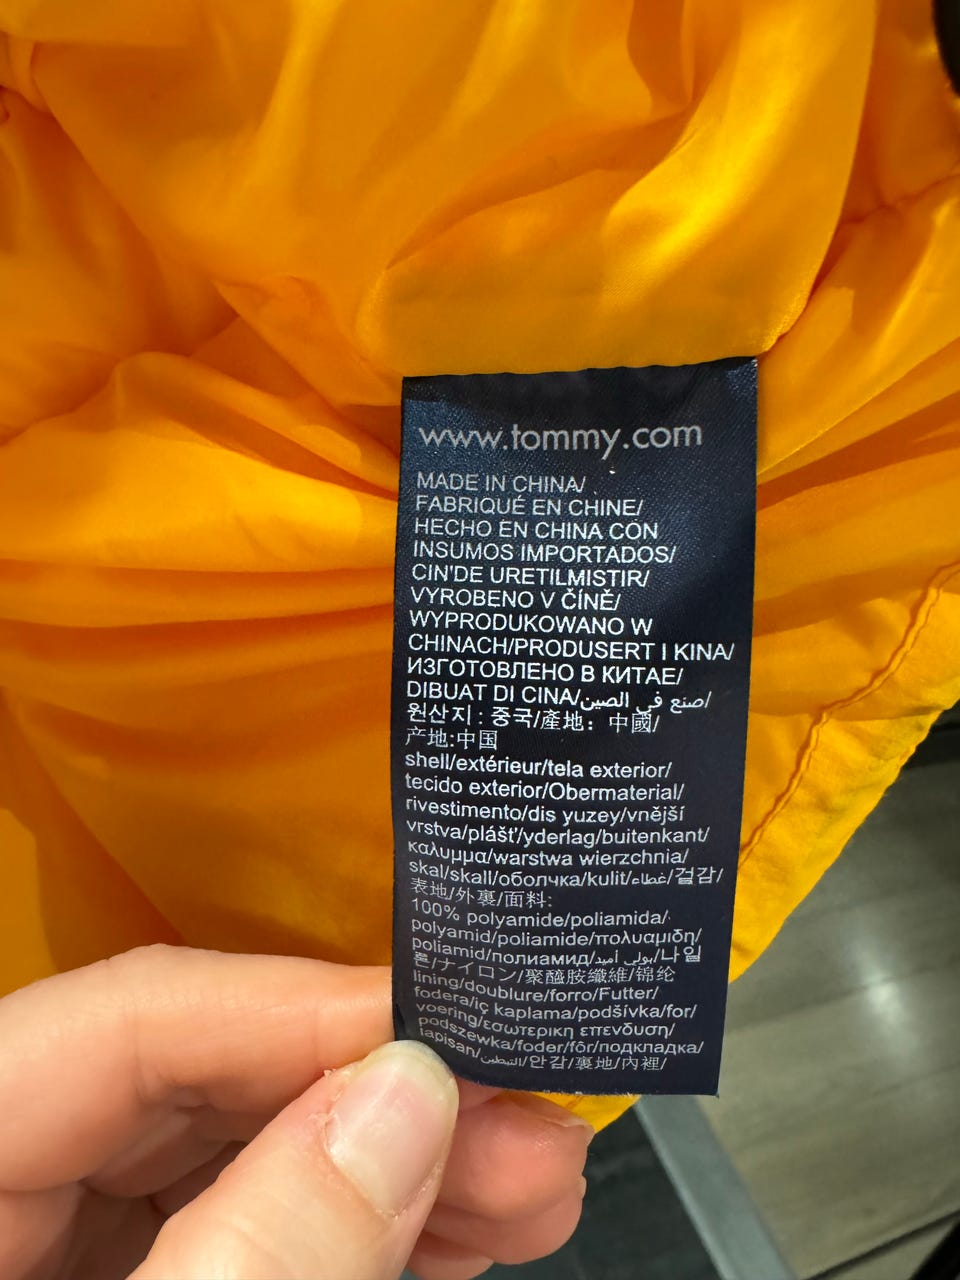 www.tommy.com
MADE IN CHINA/
FABRIQUÉ EN CHINE/
HECHO EN CHINA CON
INSUMOS IMPORTADOS/
CIN'DE URETILMISTIR/
VYROBENO V ČÍNĚ/
WYPRODUKOWANO W
CHINACH/PRODUSERT I KINA/
ИЗГОТОВЛЕНО В КИТАЕ/
DIBUAT DI CINA/صنع في الصين/
원산지 : 중국/產地： 中國/
产地:中国
shell/extérieur/tela exterior/
tecido exterior/Obermaterial/
rivestimento/dis yuzey/vnější
vrstva/plášť/yderlag/buitenkant/
καλυμμα/warstwa wierzchnia/
skal/skall/оболчка/kulit/غطاء/겉감/
表地/外裏/面料:
100% polyamide/poliamida/
polyamid/poliamide/πολυαμιδη/
poliamid/полиамид/بولي أميد/나일
론/ナイロン/聚醯胺纖維/锦纶
lining/doublure/forro/Futter/
fodera/iç kaplama/podšívka/for/
voering/εσωτερικη επενδυση/
podszewka/foder/fôr/подкладка/
lapisan/التبطين/안감/裏地/內裡/